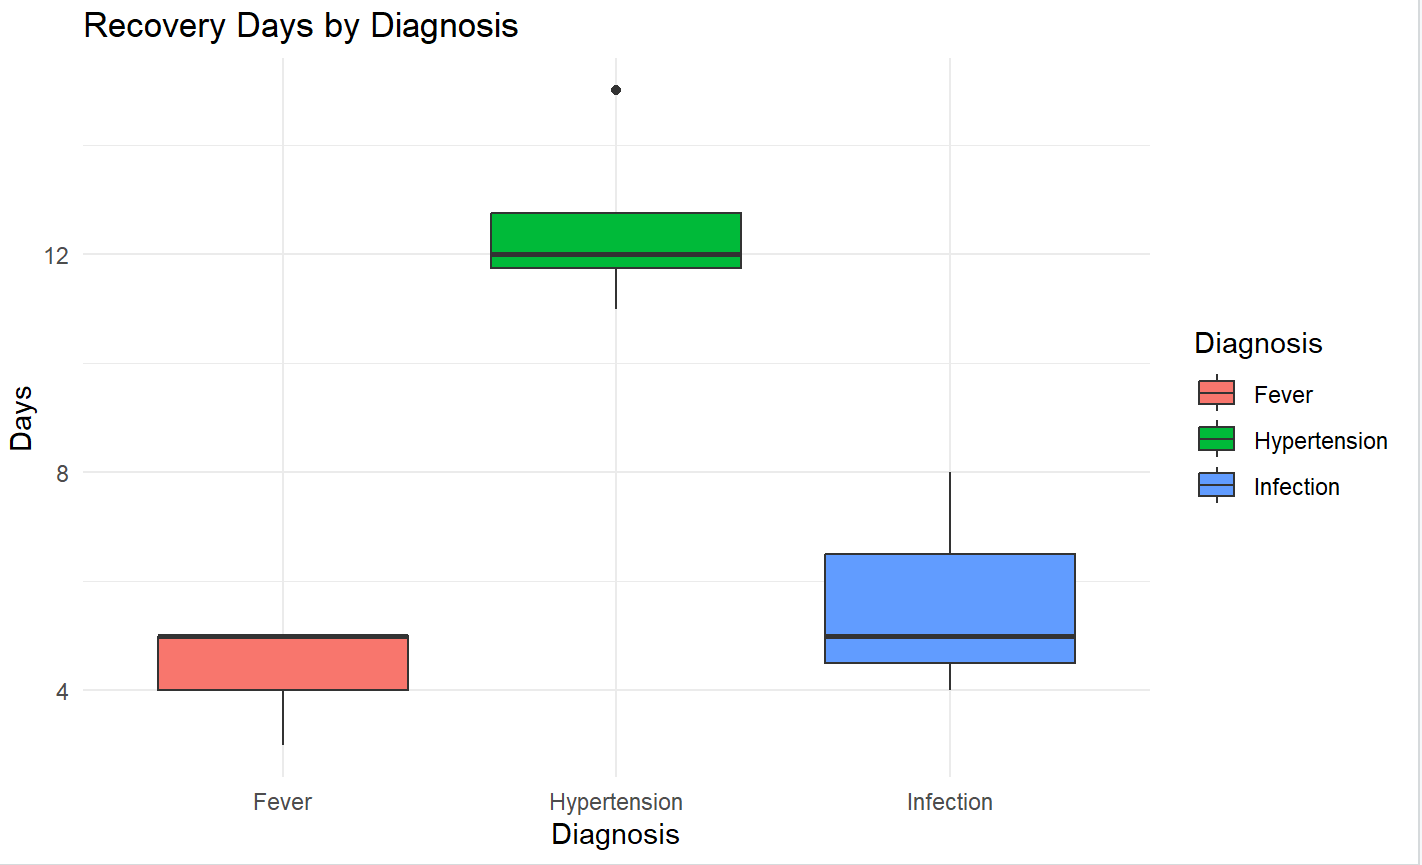 Recovery Days by Diagnosis
12
8
4
Days
Fever
Hypertension
Infection
Diagnosis
Diagnosis
Fever
Hypertension
Infection